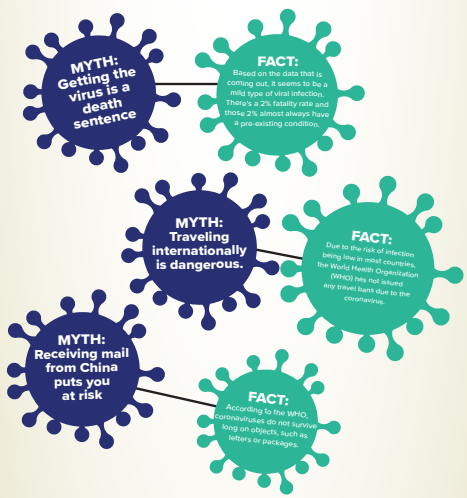 MYTH:
Getting the
virus is a
death
sentence
FACT:
Based on the data that is
coming out, it seems to be a
mild type of viral infection.
There's a 2% fatality rate and
those 2% almost always have
a pre-existing condition.
MYTH:
Traveling
internationally
is dangerous.
FACT:
Due to the risk of infection
being low in most countries,
the World Health Organization
(WHO) has not issued
any travel bans due to the
coronavirus.
MYTH:
Receiving mail
from China
puts you
at risk
FACT:
According to the WHO,
coronaviruses do not survive
long on objects, such as
letters or packages.